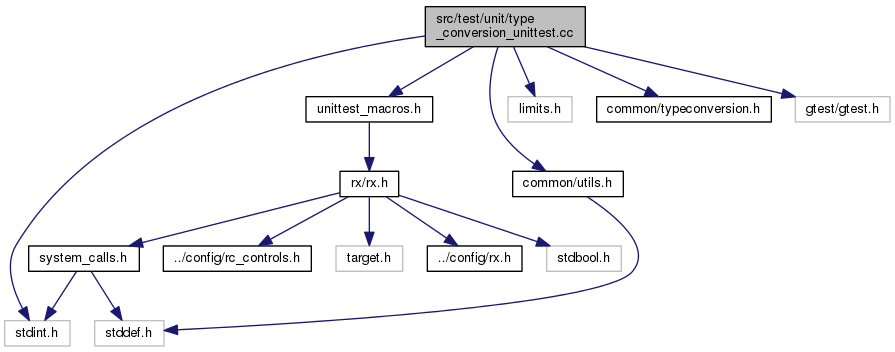 src/test/unit/type
_conversion_unittest.cc
unittest_macros.h
limits.h
common/typeconversion.h
gtest/gtest.h
rx/rx.h
common/utils.h
system_calls.h
../config/rc_controls.h
target.h
../config/rx.h
stdbool.h
stdint.h
stddef.h